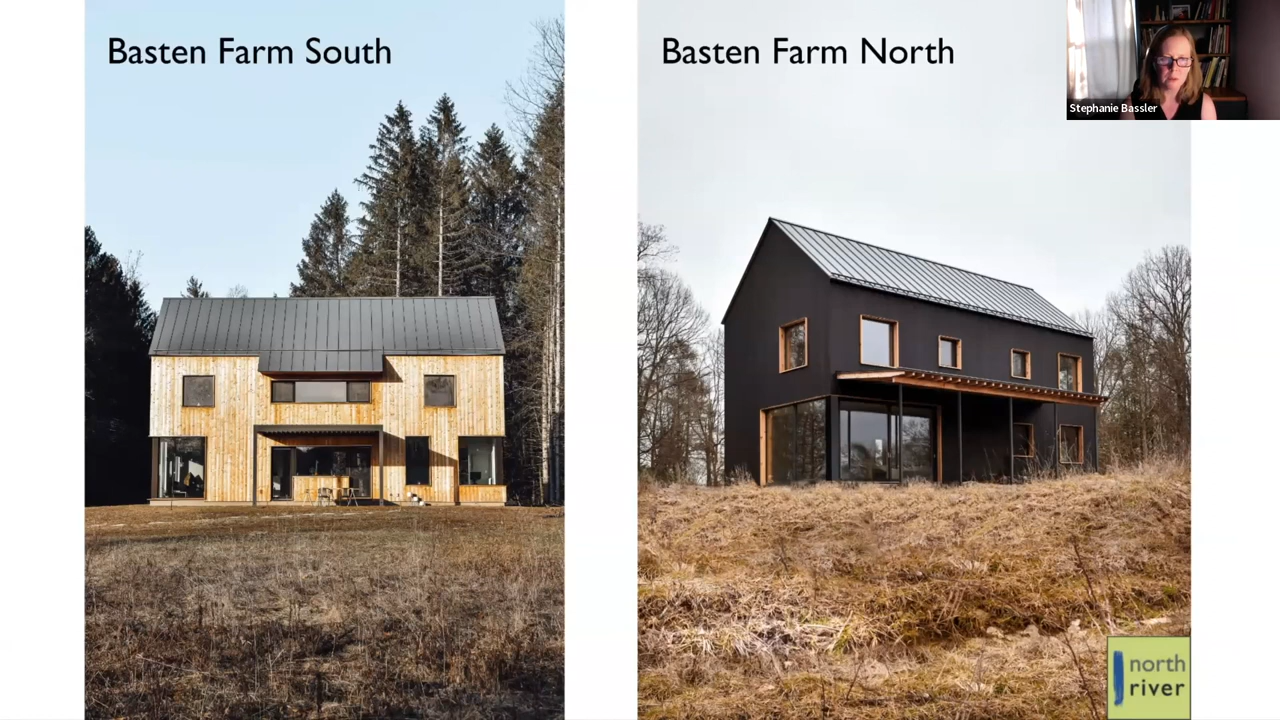 Basten Farm South
Basten Farm North
Stephanie Bassler
north
river